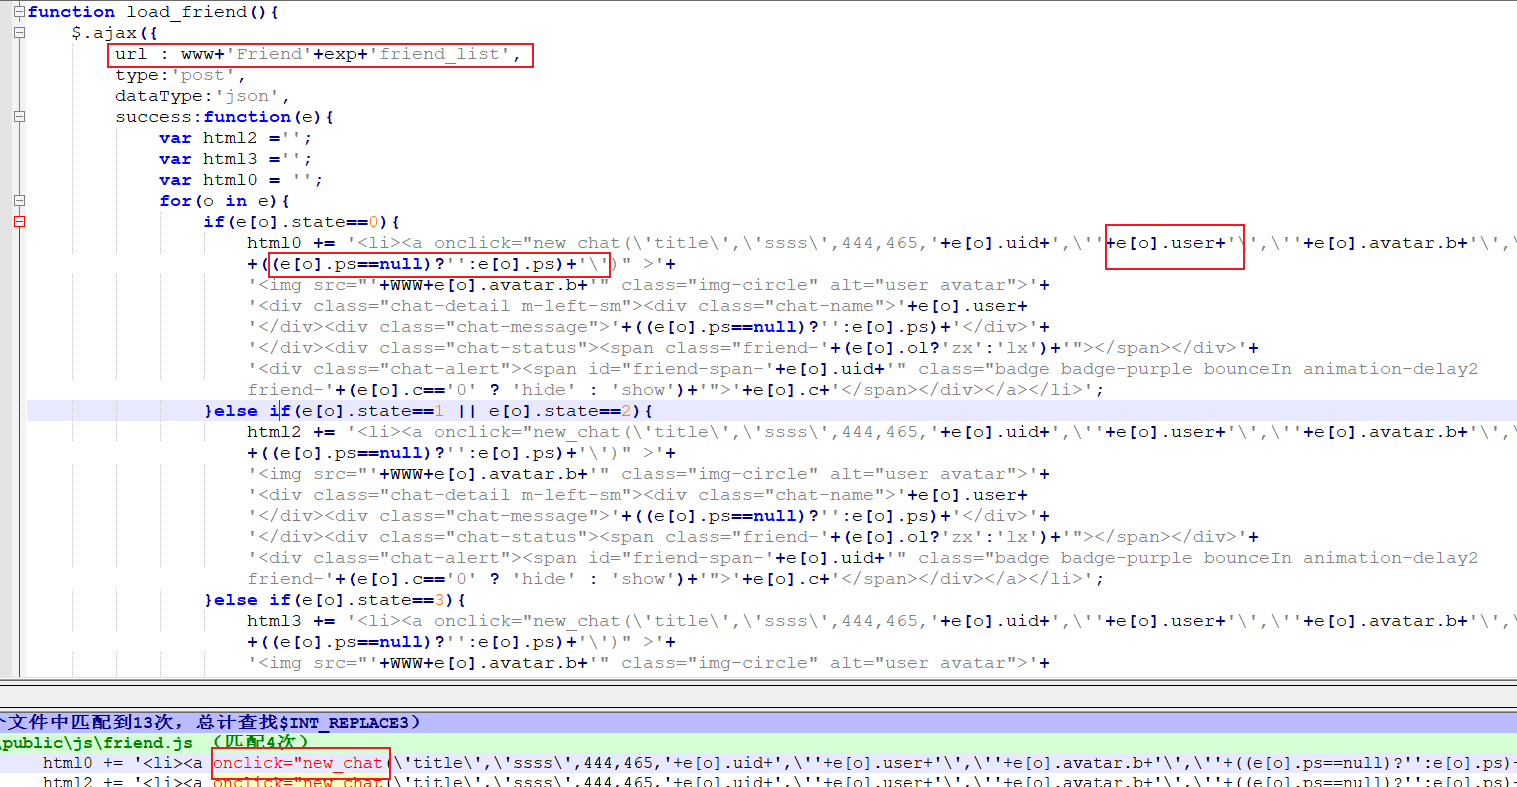 function load_friend(){
$.ajax({
url : www+'Friend'+exp+'friend_list',
type:'post',
dataType:'json',
success:function(e){
var html2 ='';
var html3 ='';
var html0 = '';
for(o in e){
if(e[o].state==0){
html0 += '<li><a onclick="new_chat(\'title\',\'ssss\',444,465,'+e[o].uid+',\''+e[o].user+'\',\''+e[o].avatar.b+'\',\
+((e[o].ps==null)?'':e[o].ps)+'\')" >'+
'<img src="'+WWW+e[o].avatar.b+'" class="img-circle" alt="user avatar">'+
'<div class="chat-detail m-left-sm"><div class="chat-name">'+e[o].user+
'</div><div class="chat-message">'+((e[o].ps==null)?'':e[o].ps)+'</div>'+
'</div><div class="chat-status"><span class="friend-'+(e[o].ol?'zx':'lx')+'"></span></div>'+
'<div class="chat-alert"><span id="friend-span-'+e[o].uid+'" class="badge badge-purple bounceIn animation-delay2
friend-'+(e[o].c=='0' ? 'hide' : 'show')+'">'+e[o].c+'</span></div></a></li>';
}else if(e[o].state==1 || e[o].state==2){
html2 += '<li><a onclick="new_chat(\'title\',\'ssss\',444,465,'+e[o].uid+',\''+e[o].user+'\',\''+e[o].avatar.b+'\',\
+((e[o].ps==null)?'':e[o].ps)+'\')" >'+
'<img src="'+WWW+e[o].avatar.b+'" class="img-circle" alt="user avatar">'+
'<div class="chat-detail m-left-sm"><div class="chat-name">'+e[o].user+
'</div><div class="chat-message">'+((e[o].ps==null)?'':e[o].ps)+'</div>'+
'</div><div class="chat-status"><span class="friend-'+(e[o].ol?'zx':'lx')+'"></span></div>'+
'<div class="chat-alert"><span id="friend-span-'+e[o].uid+'" class="badge badge-purple bounceIn animation-delay2
friend-'+(e[o].c=='0' ? 'hide' : 'show')+'">'+e[o].c+'</span></div></a></li>';
}else if(e[o].state==3){
html3 += '<li><a onclick="new_chat(\'title\',\'ssss\',444,465,'+e[o].uid+',\''+e[o].user+'\',\''+e[o].avatar.b+'\',\
+((e[o].ps==null)?'':e[o].ps)+'\')" >'+
'<img src="'+WWW+e[o].avatar.b+'" class="img-circle" alt="user avatar">'+
个文件中匹配到13次，总计查找$INT_REPLACE3)
\public\js\friend.js （匹配4次）
html0 += '<li><a onclick="new_chat(\'title\',\'ssss\',444,465,'+e[o].uid+',\''+e[o].user+'\',\''+e[o].avatar.b+'\',\''+((e[o].ps==null)?'':e[o].ps)+
html2 += '<li><a onclick="new_chat(\'title\',\'ssss\',444,465,'+e[o].uid+',\''+e[o].user+'\',\''+e[o].avatar.b+'\',\''+((e[o].ps==null)?'':e[o].ps)+